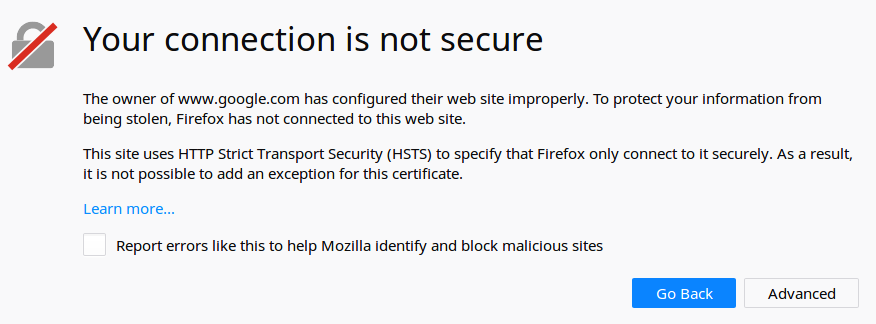 Your connection is not secure
The owner of www.google.com has configured their web site improperly. To protect your information from
being stolen, Firefox has not connected to this web site.
This site uses HTTP Strict Transport Security (HSTS) to specify that Firefox only connect to it securely. As a result,
it is not possible to add an exception for this certificate.
Learn more...
Report errors like this to help Mozilla identify and block malicious sites
Go Back
Advanced